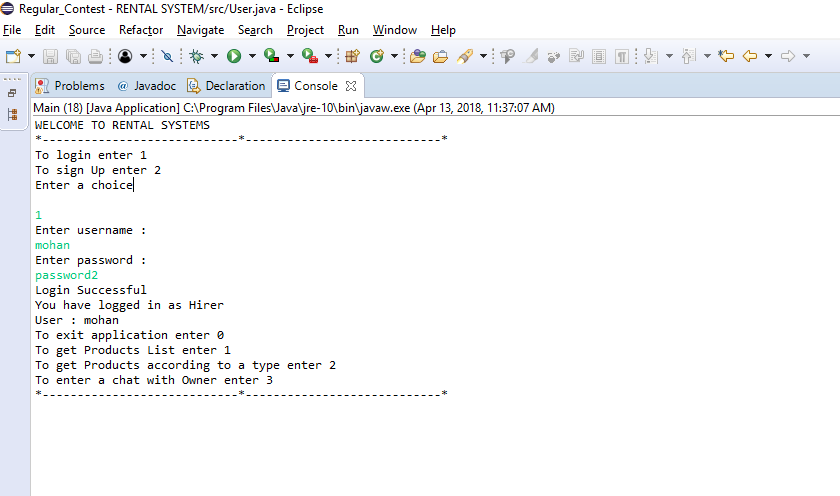 Regular_Contest - RENTAL SYSTEM/src/User.java - Eclipse
File Edit Source Refactor Navigate Search Project Run Window Help
Problems @ Javadoc Declaration Console
Main (18) [Java Application] C:\Program Files\Java\jre-10\bin\javaw.exe (Apr 13, 2018, 11:37:07 AM)
WELCOME TO RENTAL SYSTEMS
*----------------------------*----------------------------*
To login enter 1
To sign Up enter 2
Enter a choice
1
Enter username :
mohan
Enter password :
password2
Login Successful
You have logged in as Hirer
User : mohan
To exit application enter 0
To get Products List enter 1
To get Products according to a type enter 2
To enter a chat with Owner enter 3
*----------------------------*----------------------------*